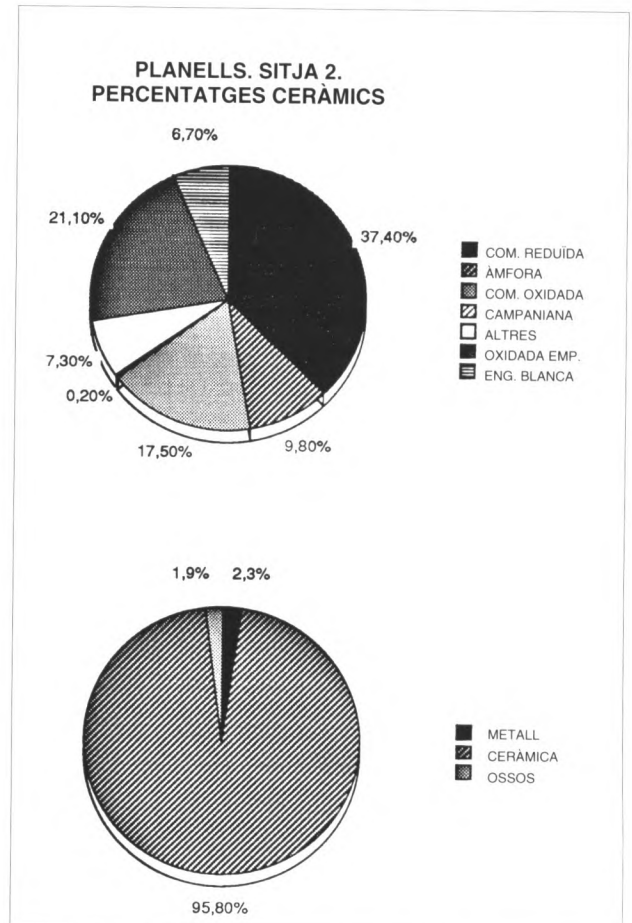 PLANELLS. SITJA 2.
PERCENTATGES CERÀMICS
6,70%
21,10%
37,40%
7,30%
0,20%
17,50%
9,80%
COM. REDUÏDA
ÀMFORA
COM. OXIDADA
CAMPANIANA
ALTRES
OXIDADA EMP.
ENG. BLANCA
1,9%
2,3%
METALL
CERÀMICA
OSSOS
95,80%